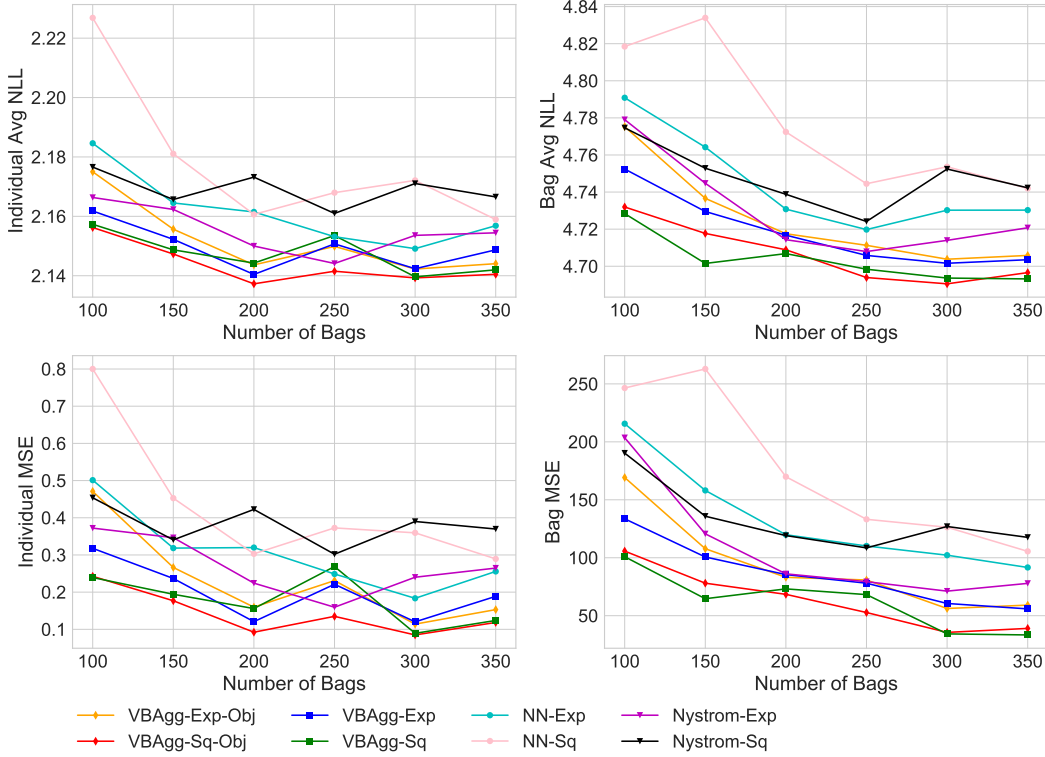 2.22
2.20
2.18
2.16
2.14
Individual Avg NLL
100 150 200 250 300 350
Number of Bags
4.84
4.82
4.80
4.78
4.76
4.74
4.72
4.70
Bag Avg NLL
100 150 200 250 300 350
Number of Bags
0.8
0.7
0.6
0.5
0.4
0.3
0.2
0.1
Individual MSE
100 150 200 250 300 350
Number of Bags
250
200
150
100
50
Bag MSE
100 150 200 250 300 350
Number of Bags
VBAgg-Exp-Obj VBAgg-Exp NN-Exp Nystrom-Exp
VBAgg-Sq-Obj VBAgg-Sq NN-Sq Nystrom-Sq